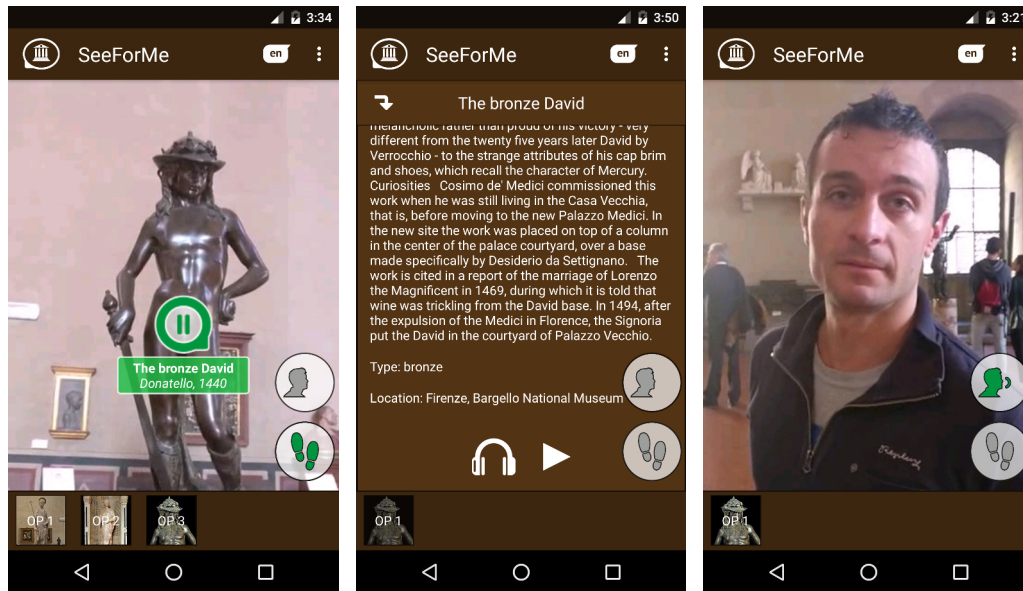 3:34
SeeForMe
en
The bronze David
Donatello, 1440
OP 1
OP 2
OP 3
3:50
SeeForMe
en
The bronze David
melancholic rather than proud of his victory - very
different from the twenty five years later David by
Verrocchio - to the strange attributes of his cap brim
and shoes, which recall the character of Mercury.
Curiosities   Cosimo de' Medici commissioned this
work when he was still living in the Casa Vecchia,
that is, before moving to the new Palazzo Medici. In
the new site the work was placed on top of a column
in the center of the palace courtyard, over a base
made specifically by Desiderio da Settignano.   The
work is cited in a report of the marriage of Lorenzo
the Magnificent in 1469, during which it is told that
wine was trickling from the David base. In 1494, after
the expulsion of the Medici in Florence, the Signoria
put the David in the courtyard of Palazzo Vecchio.
Type: bronze
Location: Firenze, Bargello National Museum
OP 1
3:21
SeeForMe
en
OP 1